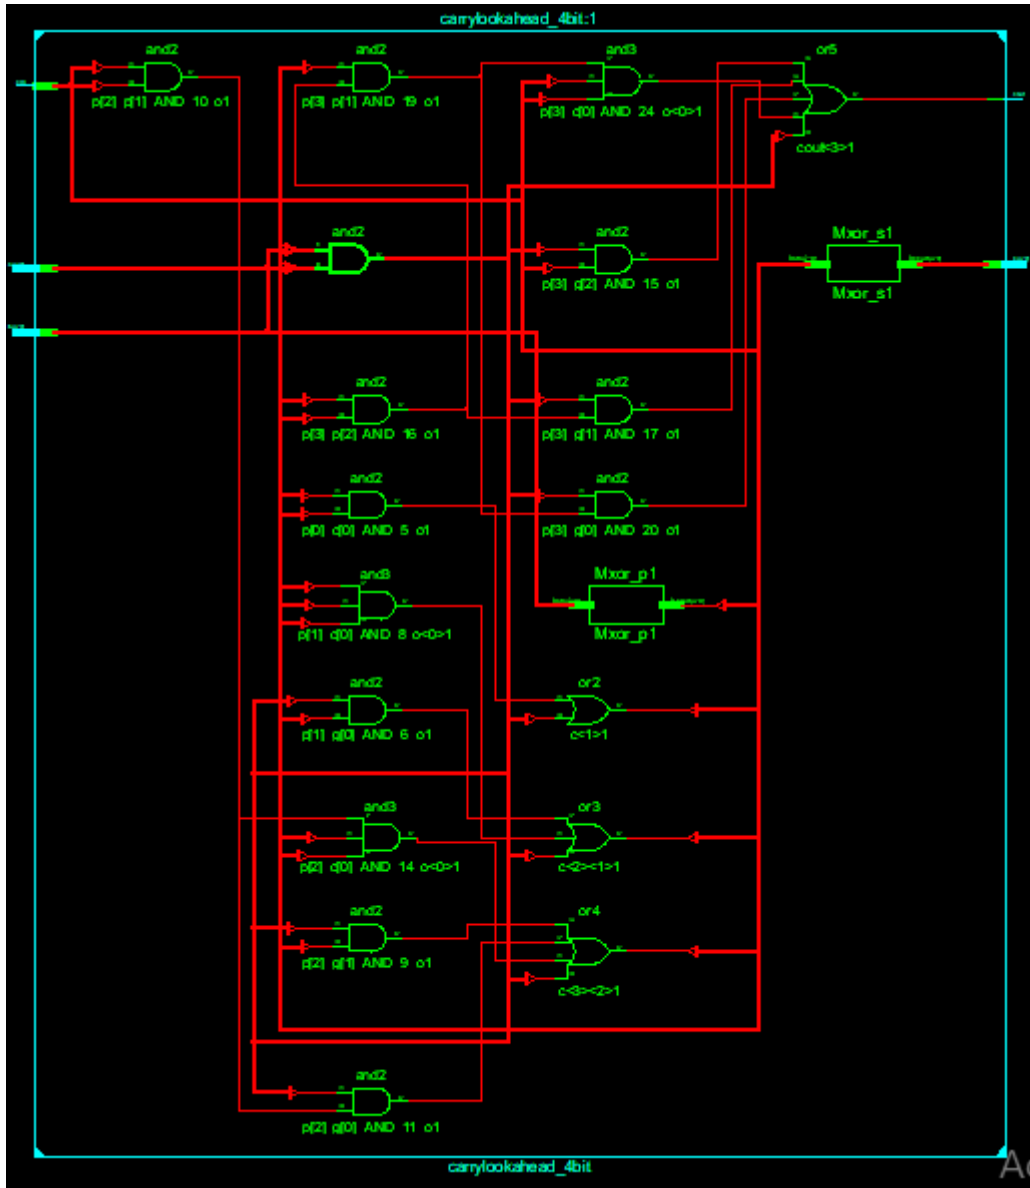 carrylookahead_4bit:1
and2
and2
and3
or5
p[2] p[1] AND 10 o1
p[3] p[1] AND 19 o1
p[3] c[0] AND 24 o<0>1
cout<3>1
and2
and2
Mxor_s1
p[3] g[2] AND 15 o1
Mxor_s1
and2
and2
p[3] p[2] AND 16 o1
p[3] g[1] AND 17 o1
and2
and2
p[0] c[0] AND 5 o1
p[3] g[0] AND 20 o1
and3
Mxor_p1
p[1] c[0] AND 8 o<0>1
Mxor_p1
and2
or2
p[1] g[0] AND 6 o1
c<1>1
and3
or3
p[2] c[0] AND 14 o<0>1
c<2><1>1
and2
or4
p[2] g[1] AND 9 o1
c<3><2>1
and2
p[2] g[0] AND 11 o1
carrylookahead_4bit